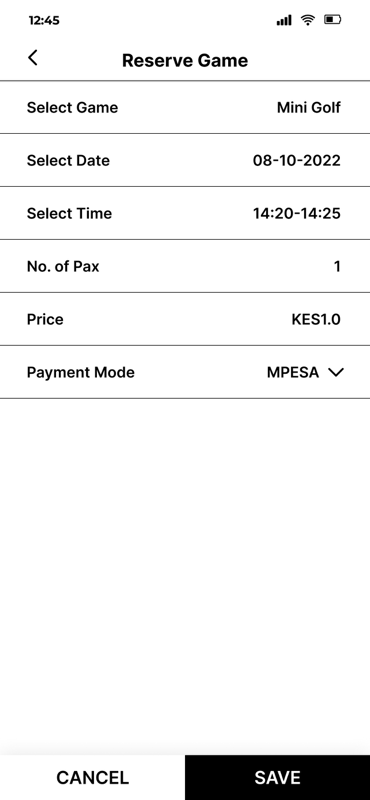 12:45
Reserve Game
Select Game Mini Golf
Select Date 08-10-2022
Select Time 14:20-14:25
No. of Pax 1
Price KES1.0
Payment Mode MPESA
CANCEL SAVE